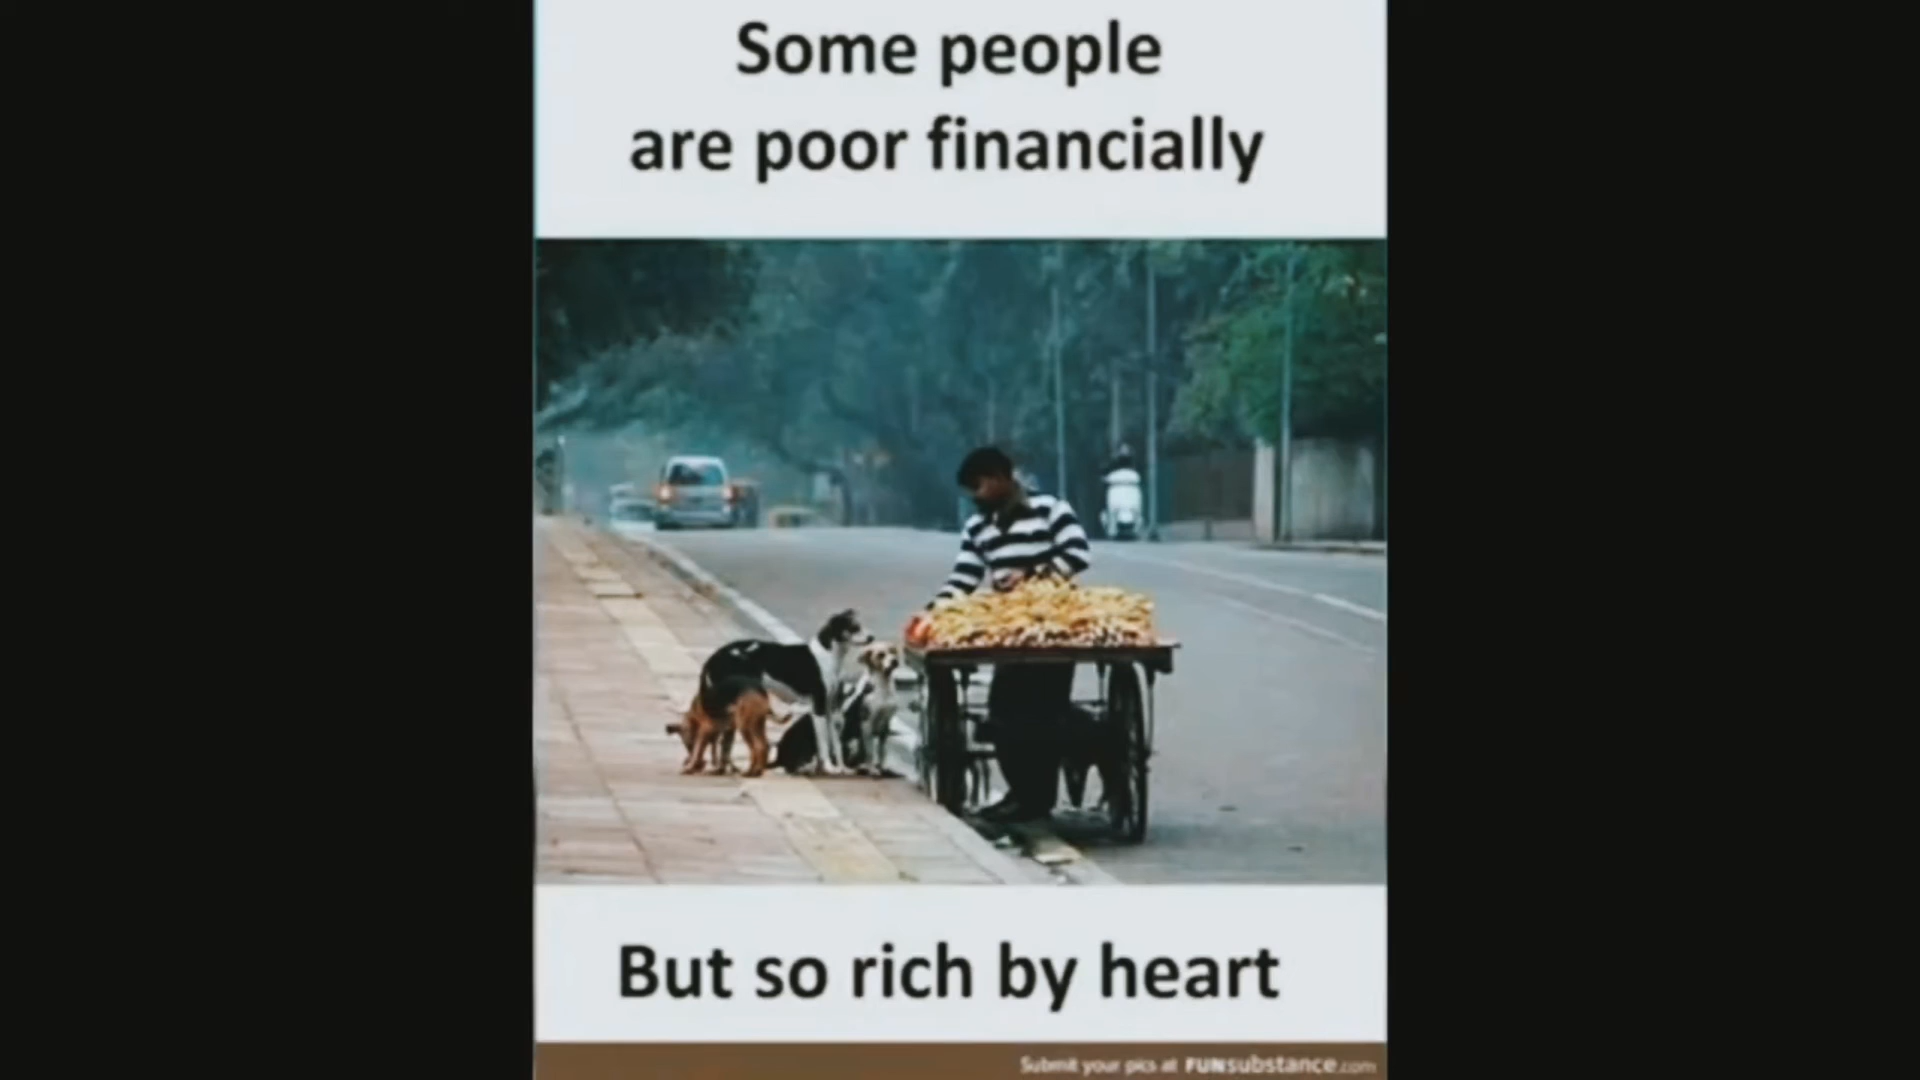 Some people
are poor financially
But so rich by heart
Submit your pics at FUNsubstance.com